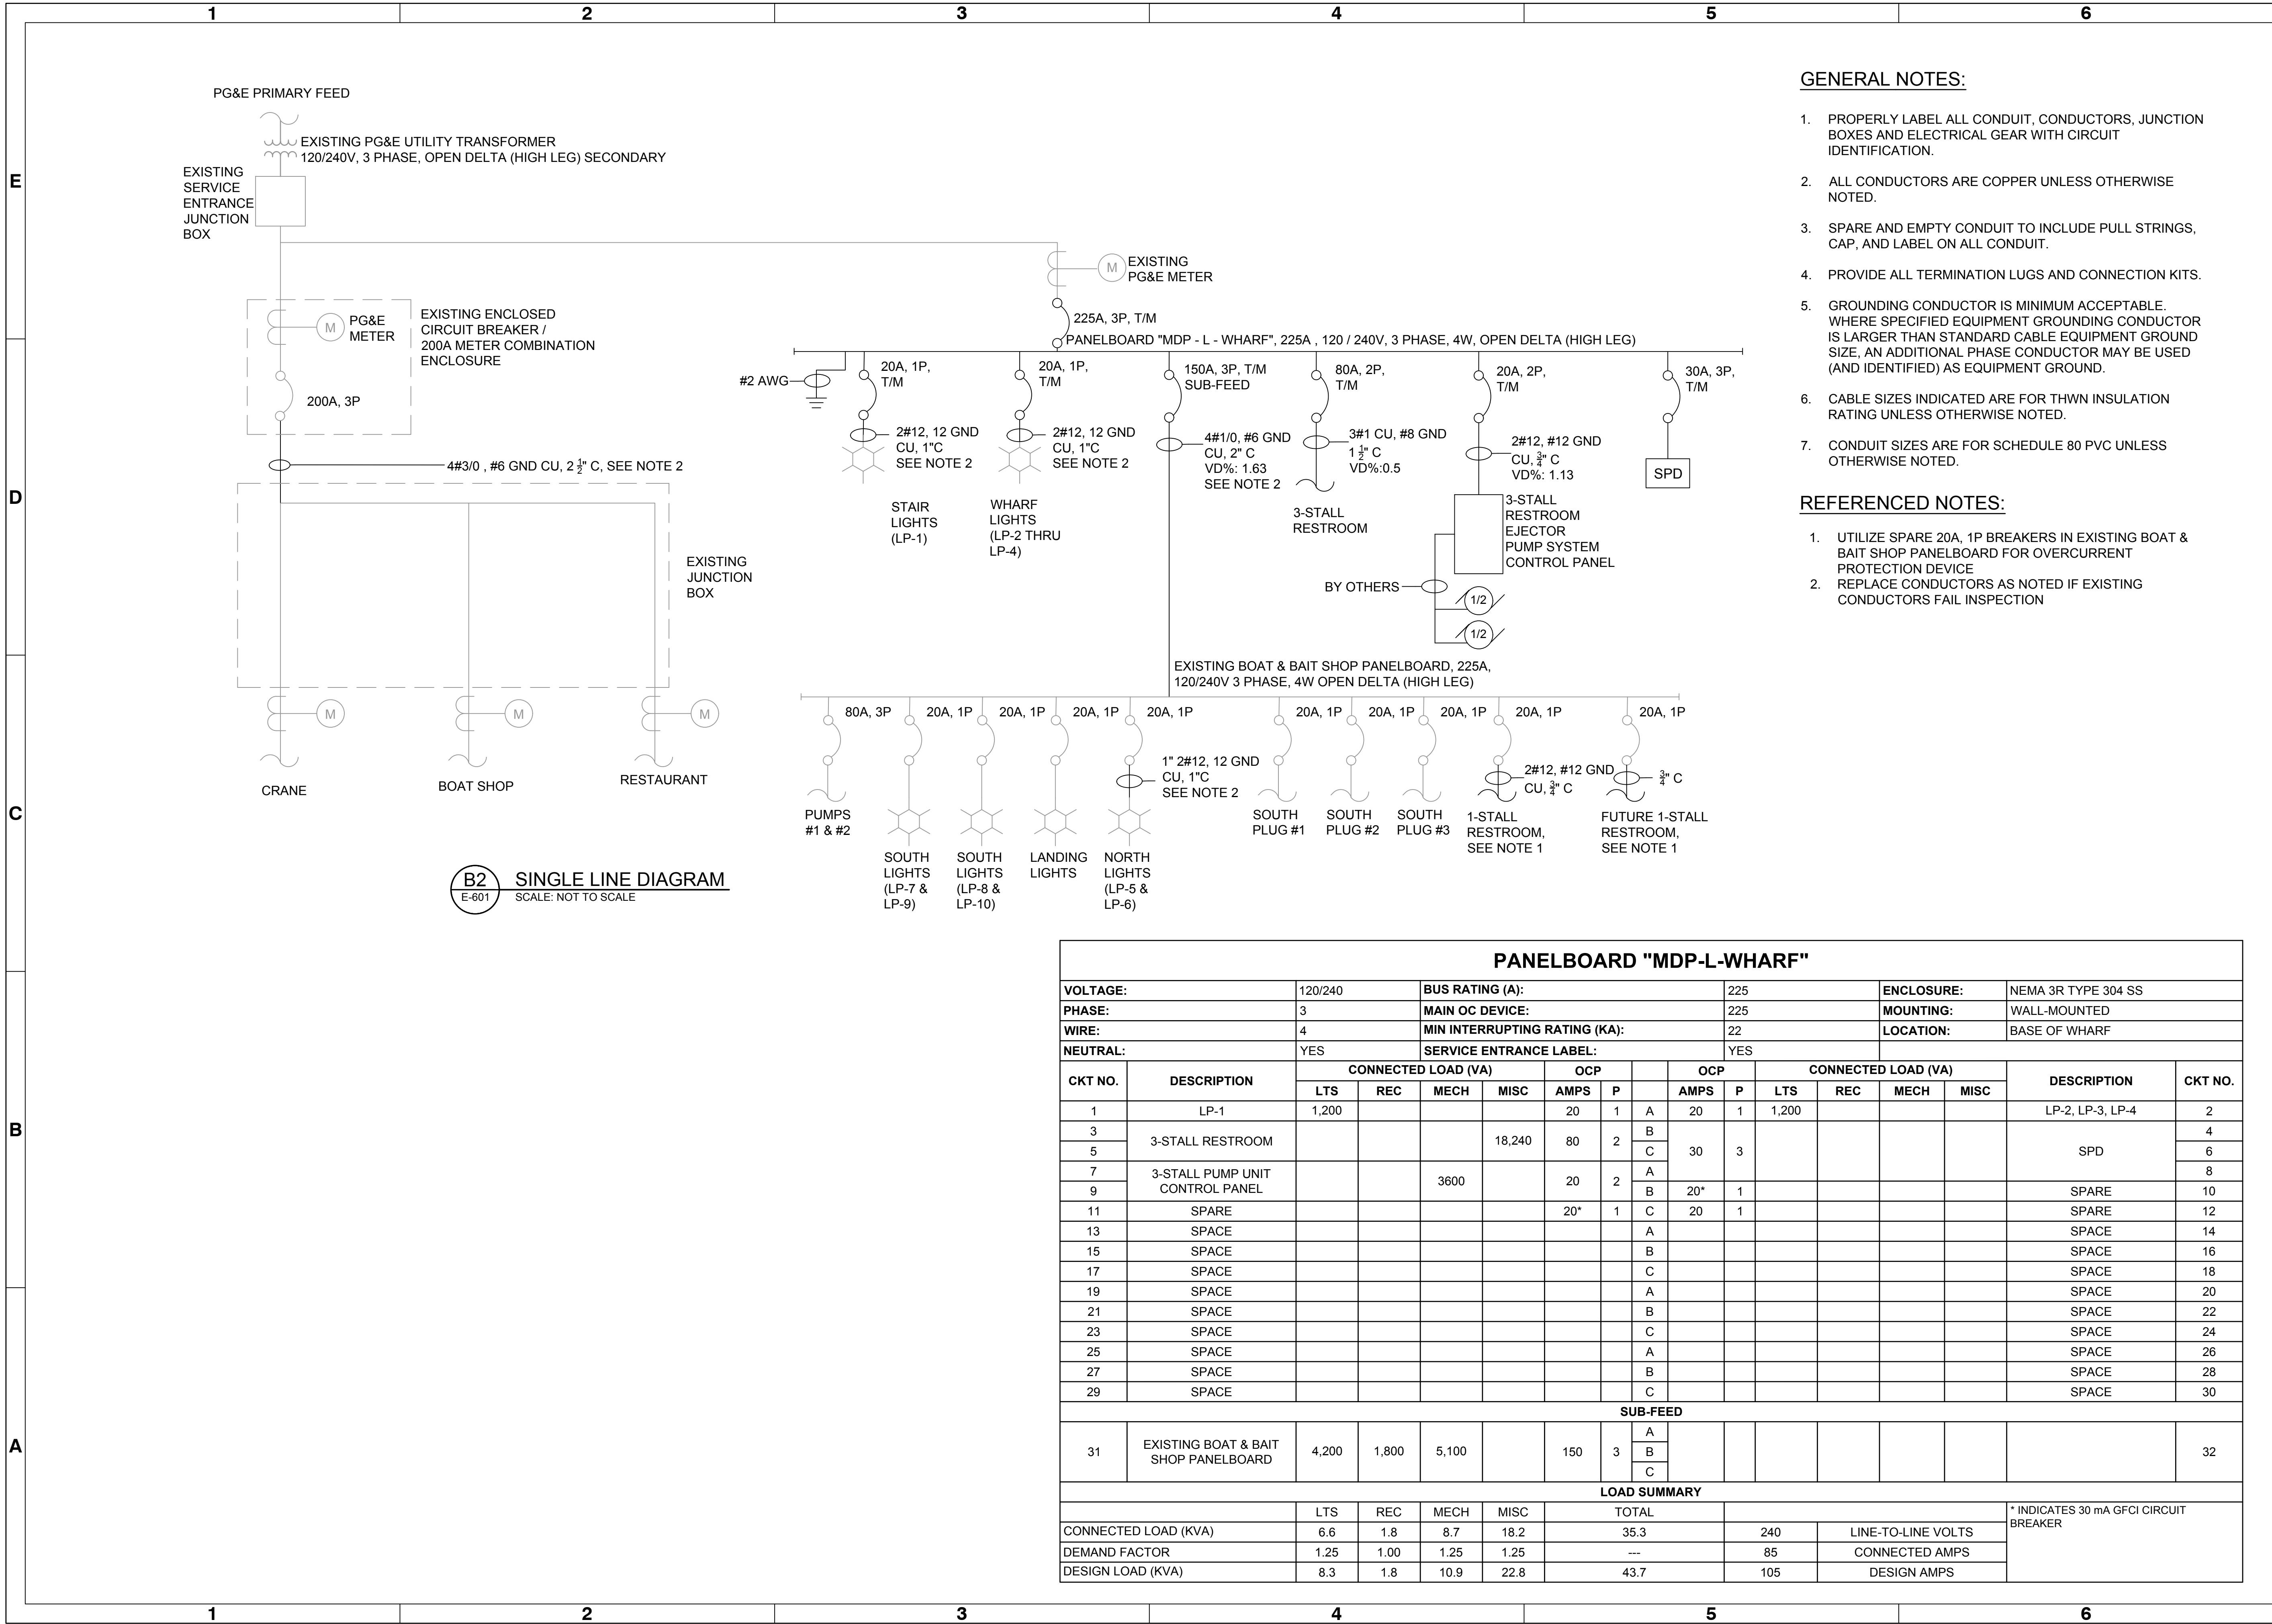 1 2 3 4 5 6
E
D
C
B
A
PG&E PRIMARY FEED
EXISTING PG&E UTILITY TRANSFORMER
120/240V, 3 PHASE, OPEN DELTA (HIGH LEG) SECONDARY
EXISTING
SERVICE
ENTRANCE
JUNCTION
BOX
M
PG&E
METER
EXISTING ENCLOSED
CIRCUIT BREAKER /
200A METER COMBINATION
ENCLOSURE
200A, 3P
4#3/0 , #6 GND CU, 2 1/2" C, SEE NOTE 2
EXISTING
JUNCTION
BOX
M
M
M
CRANE
BOAT SHOP
RESTAURANT
B2
E-601
SINGLE LINE DIAGRAM
SCALE: NOT TO SCALE
M
EXISTING
PG&E METER
225A, 3P, T/M
PANELBOARD "MDP - L - WHARF", 225A , 120 / 240V, 3 PHASE, 4W, OPEN DELTA (HIGH LEG)
#2 AWG
20A, 1P,
T/M
2#12, 12 GND
CU, 1"C
SEE NOTE 2
STAIR
LIGHTS
(LP-1)
20A, 1P,
T/M
2#12, 12 GND
CU, 1"C
SEE NOTE 2
WHARF
LIGHTS
(LP-2 THRU
LP-4)
150A, 3P, T/M
SUB-FEED
4#1/0, #6 GND
CU, 2" C
VD%: 1.63
SEE NOTE 2
80A, 2P,
T/M
3#1 CU, #8 GND
1 1/2" C
VD%:0.5
3-STALL
RESTROOM
20A, 2P,
T/M
2#12, #12 GND
CU, 3/4" C
VD%: 1.13
3-STALL
RESTROOM
EJECTOR
PUMP SYSTEM
CONTROL PANEL
BY OTHERS
1/2
1/2
30A, 3P,
T/M
SPD
EXISTING BOAT & BAIT SHOP PANELBOARD, 225A,
120/240V 3 PHASE, 4W OPEN DELTA (HIGH LEG)
80A, 3P 20A, 1P 20A, 1P 20A, 1P 20A, 1P 20A, 1P 20A, 1P 20A, 1P 20A, 1P 20A, 1P
1" 2#12, 12 GND
CU, 1"C
SEE NOTE 2
2#12, #12 GND
CU, 3/4" C
3/4" C
PUMPS
#1 & #2
SOUTH
LIGHTS
(LP-7 &
LP-9)
SOUTH
LIGHTS
(LP-8 &
LP-10)
LANDING
LIGHTS
NORTH
LIGHTS
(LP-5 &
LP-6)
SOUTH
PLUG #1
SOUTH
PLUG #2
SOUTH
PLUG #3
1-STALL
RESTROOM,
SEE NOTE 1
FUTURE 1-STALL
RESTROOM,
SEE NOTE 1
GENERAL NOTES:
1. PROPERLY LABEL ALL CONDUIT, CONDUCTORS, JUNCTION
BOXES AND ELECTRICAL GEAR WITH CIRCUIT
IDENTIFICATION.
2. ALL CONDUCTORS ARE COPPER UNLESS OTHERWISE
NOTED.
3. SPARE AND EMPTY CONDUIT TO INCLUDE PULL STRINGS,
CAP, AND LABEL ON ALL CONDUIT.
4. PROVIDE ALL TERMINATION LUGS AND CONNECTION KITS.
5. GROUNDING CONDUCTOR IS MINIMUM ACCEPTABLE.
WHERE SPECIFIED EQUIPMENT GROUNDING CONDUCTOR
IS LARGER THAN STANDARD CABLE EQUIPMENT GROUND
SIZE, AN ADDITIONAL PHASE CONDUCTOR MAY BE USED
(AND IDENTIFIED) AS EQUIPMENT GROUND.
6. CABLE SIZES INDICATED ARE FOR THWN INSULATION
RATING UNLESS OTHERWISE NOTED.
7. CONDUIT SIZES ARE FOR SCHEDULE 80 PVC UNLESS
OTHERWISE NOTED.
REFERENCED NOTES:
1. UTILIZE SPARE 20A, 1P BREAKERS IN EXISTING BOAT &
BAIT SHOP PANELBOARD FOR OVERCURRENT
PROTECTION DEVICE
2. REPLACE CONDUCTORS AS NOTED IF EXISTING
CONDUCTORS FAIL INSPECTION
PANELBOARD "MDP-L-WHARF"
VOLTAGE: 120/240 BUS RATING (A): 225 ENCLOSURE: NEMA 3R TYPE 304 SS
PHASE: 3 MAIN OC DEVICE: 225 MOUNTING: WALL-MOUNTED
WIRE: 4 MIN INTERRUPTING RATING (KA): 22 LOCATION: BASE OF WHARF
NEUTRAL: YES SERVICE ENTRANCE LABEL: YES
CKT NO. DESCRIPTION CONNECTED LOAD (VA) OCP OCP CONNECTED LOAD (VA) DESCRIPTION CKT NO.
LTS REC MECH MISC AMPS P AMPS P LTS REC MECH MISC
1 LP-1 1,200 20 1 A 20 1 1,200 LP-2, LP-3, LP-4 2
3 3-STALL RESTROOM 18,240 80 2 B 30 3 SPD 4
5 C 6
7 3-STALL PUMP UNIT CONTROL PANEL 3600 20 2 A 8
9 B 20* 1 SPARE 10
11 SPARE 20* 1 C 20 1 SPARE 12
13 SPACE A SPACE 14
15 SPACE B SPACE 16
17 SPACE C SPACE 18
19 SPACE A SPACE 20
21 SPACE B SPACE 22
23 SPACE C SPACE 24
25 SPACE A SPACE 26
27 SPACE B SPACE 28
29 SPACE C SPACE 30
SUB-FEED
A
31 EXISTING BOAT & BAIT SHOP PANELBOARD 4,200 1,800 5,100 150 3 B 32
C
LOAD SUMMARY
LTS REC MECH MISC TOTAL * INDICATES 30 mA GFCI CIRCUIT
BREAKER
CONNECTED LOAD (KVA) 6.6 1.8 8.7 18.2 35.3 240 LINE-TO-LINE VOLTS
DEMAND FACTOR 1.25 1.00 1.25 1.25 --- 85 CONNECTED AMPS
DESIGN LOAD (KVA) 8.3 1.8 10.9 22.8 43.7 105 DESIGN AMPS
1 2 3 4 5 6